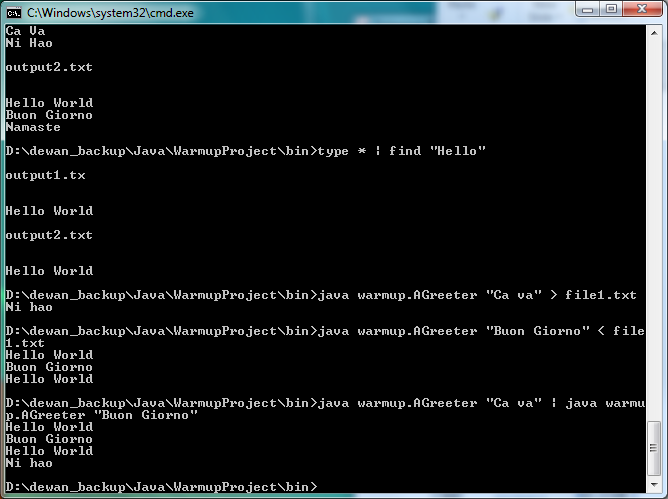 C:\Windows\system32\cmd.exe
Ca Va
Ni Hao
output2.txt
Hello World
Buon Giorno
Namaste
D:\dewan_backup\Java\WarmupProject\bin>type * | find "Hello"
output1.tx
Hello World
output2.txt
Hello World
D:\dewan_backup\Java\WarmupProject\bin>java warmup.AGreeter "Ca va" > file1.txt
Ni hao
D:\dewan_backup\Java\WarmupProject\bin>java warmup.AGreeter "Buon Giorno" < file
1.txt
Hello World
Buon Giorno
Hello World
D:\dewan_backup\Java\WarmupProject\bin>java warmup.AGreeter "Ca va" | java warmu
p.AGreeter "Buon Giorno"
Hello World
Buon Giorno
Hello World
Ni hao
D:\dewan_backup\Java\WarmupProject\bin>